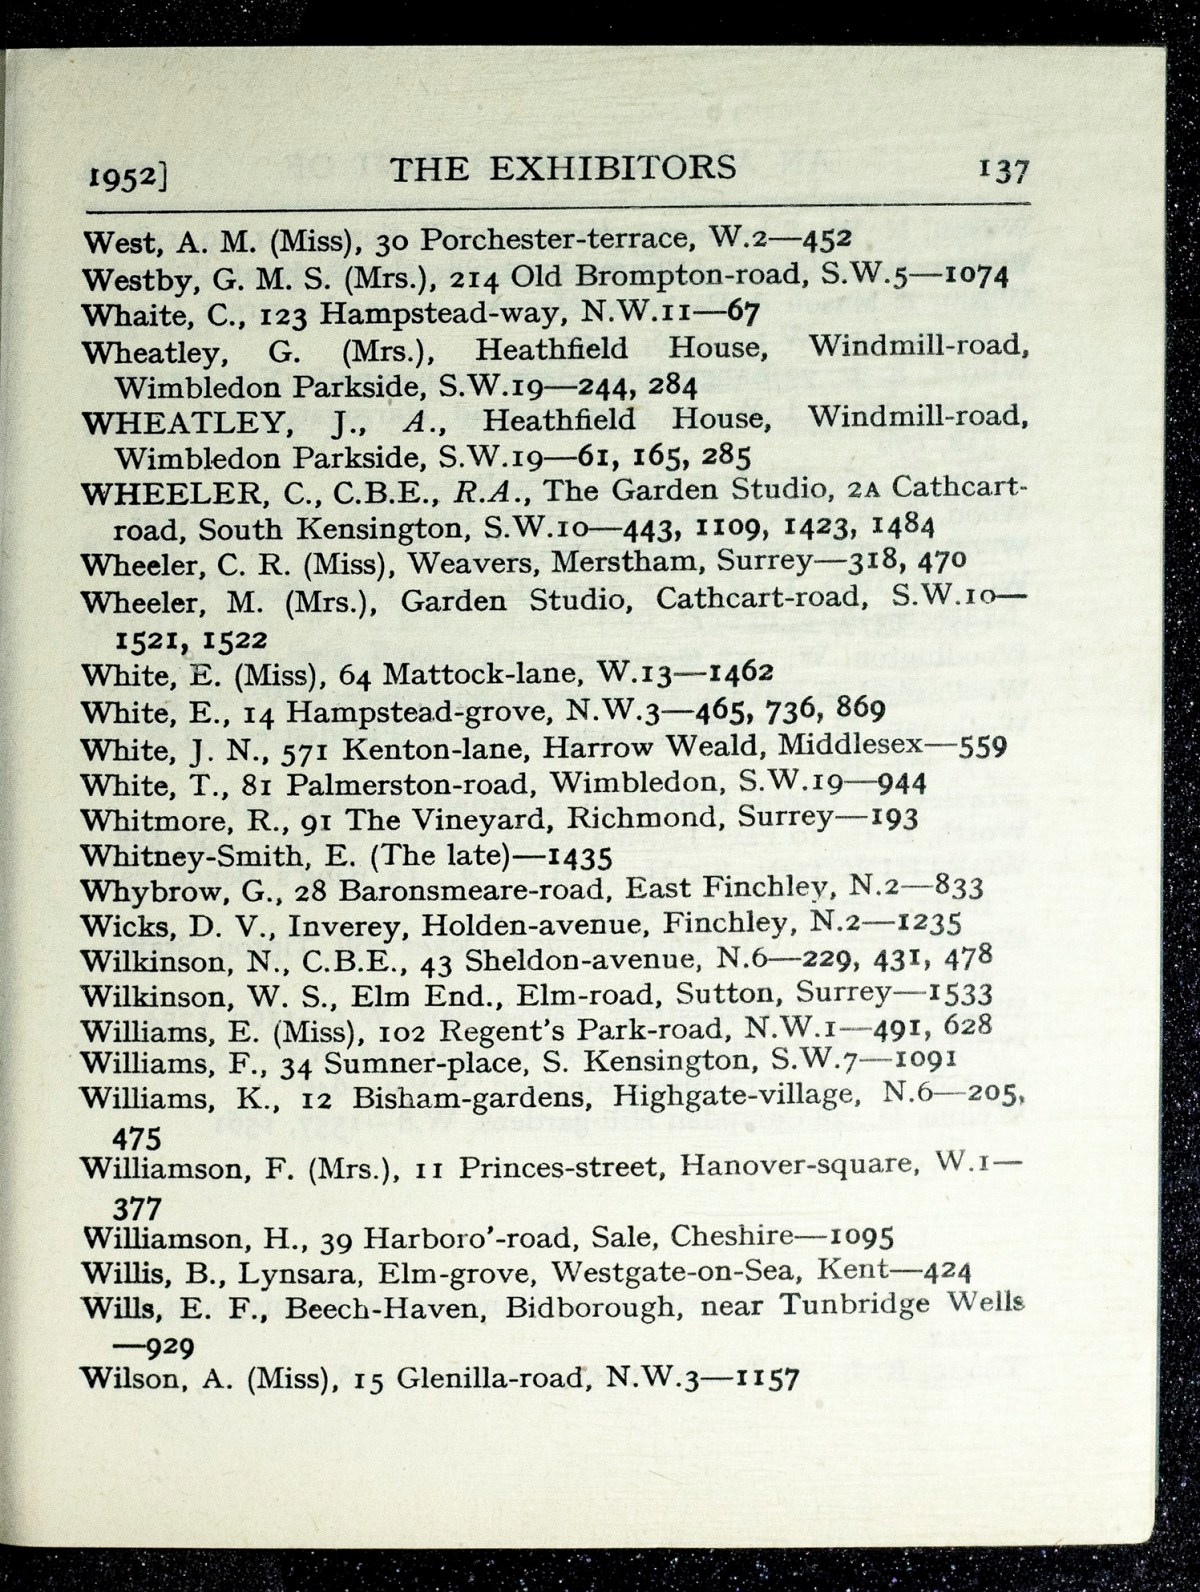 1952] THE EXHIBITORS 137
West, A. M. (Miss), 30 Porchester-terrace, W.2—452
Westby, G. M. S. (Mrs.), 214 Old Brompton-road, S.W.5—1074
Whaite, C., 123 Hampstead-way, N.W.11—67
Wheatley, G. (Mrs.), Heathfield House, Windmill-road,
Wimbledon Parkside, S.W.19—244, 284
WHEATLEY, J., A., Heathfield House, Windmill-road,
Wimbledon Parkside, S.W.19—61, 165, 285
WHEELER, C., C.B.E., R.A., The Garden Studio, 2A Cathcart-
road, South Kensington, S.W.10—443, 1109, 1423, 1484
Wheeler, C. R. (Miss), Weavers, Merstham, Surrey—318, 470
Wheeler, M. (Mrs.), Garden Studio, Cathcart-road, S.W.10—
1521, 1522
White, E. (Miss), 64 Mattock-lane, W.13—1462
White, E., 14 Hampstead-grove, N.W.3—465, 736, 869
White, J. N., 571 Kenton-lane, Harrow Weald, Middlesex—559
White, T., 81 Palmerston-road, Wimbledon, S.W.19—944
Whitmore, R., 91 The Vineyard, Richmond, Surrey—193
Whitney-Smith, E. (The late)—1435
Whybrow, G., 28 Baronsmeare-road, East Finchley, N.2—833
Wicks, D. V., Inverey, Holden-avenue, Finchley, N.2—1235
Wilkinson, N., C.B.E., 43 Sheldon-avenue, N.6—229, 431, 478
Wilkinson, W. S., Elm End., Elm-road, Sutton, Surrey—1533
Williams, E. (Miss), 102 Regent's Park-road, N.W.1—491, 628
Williams, F., 34 Sumner-place, S. Kensington, S.W.7—1091
Williams, K., 12 Bisham-gardens, Highgate-village, N.6—205,
475
Williamson, F. (Mrs.), 11 Princes-street, Hanover-square, W.1—
377
Williamson, H., 39 Harboro'-road, Sale, Cheshire—1095
Willis, B., Lynsara, Elm-grove, Westgate-on-Sea, Kent—424
Wills, E. F., Beech-Haven, Bidborough, near Tunbridge Wells
—929
Wilson, A. (Miss), 15 Glenilla-road, N.W.3—1157